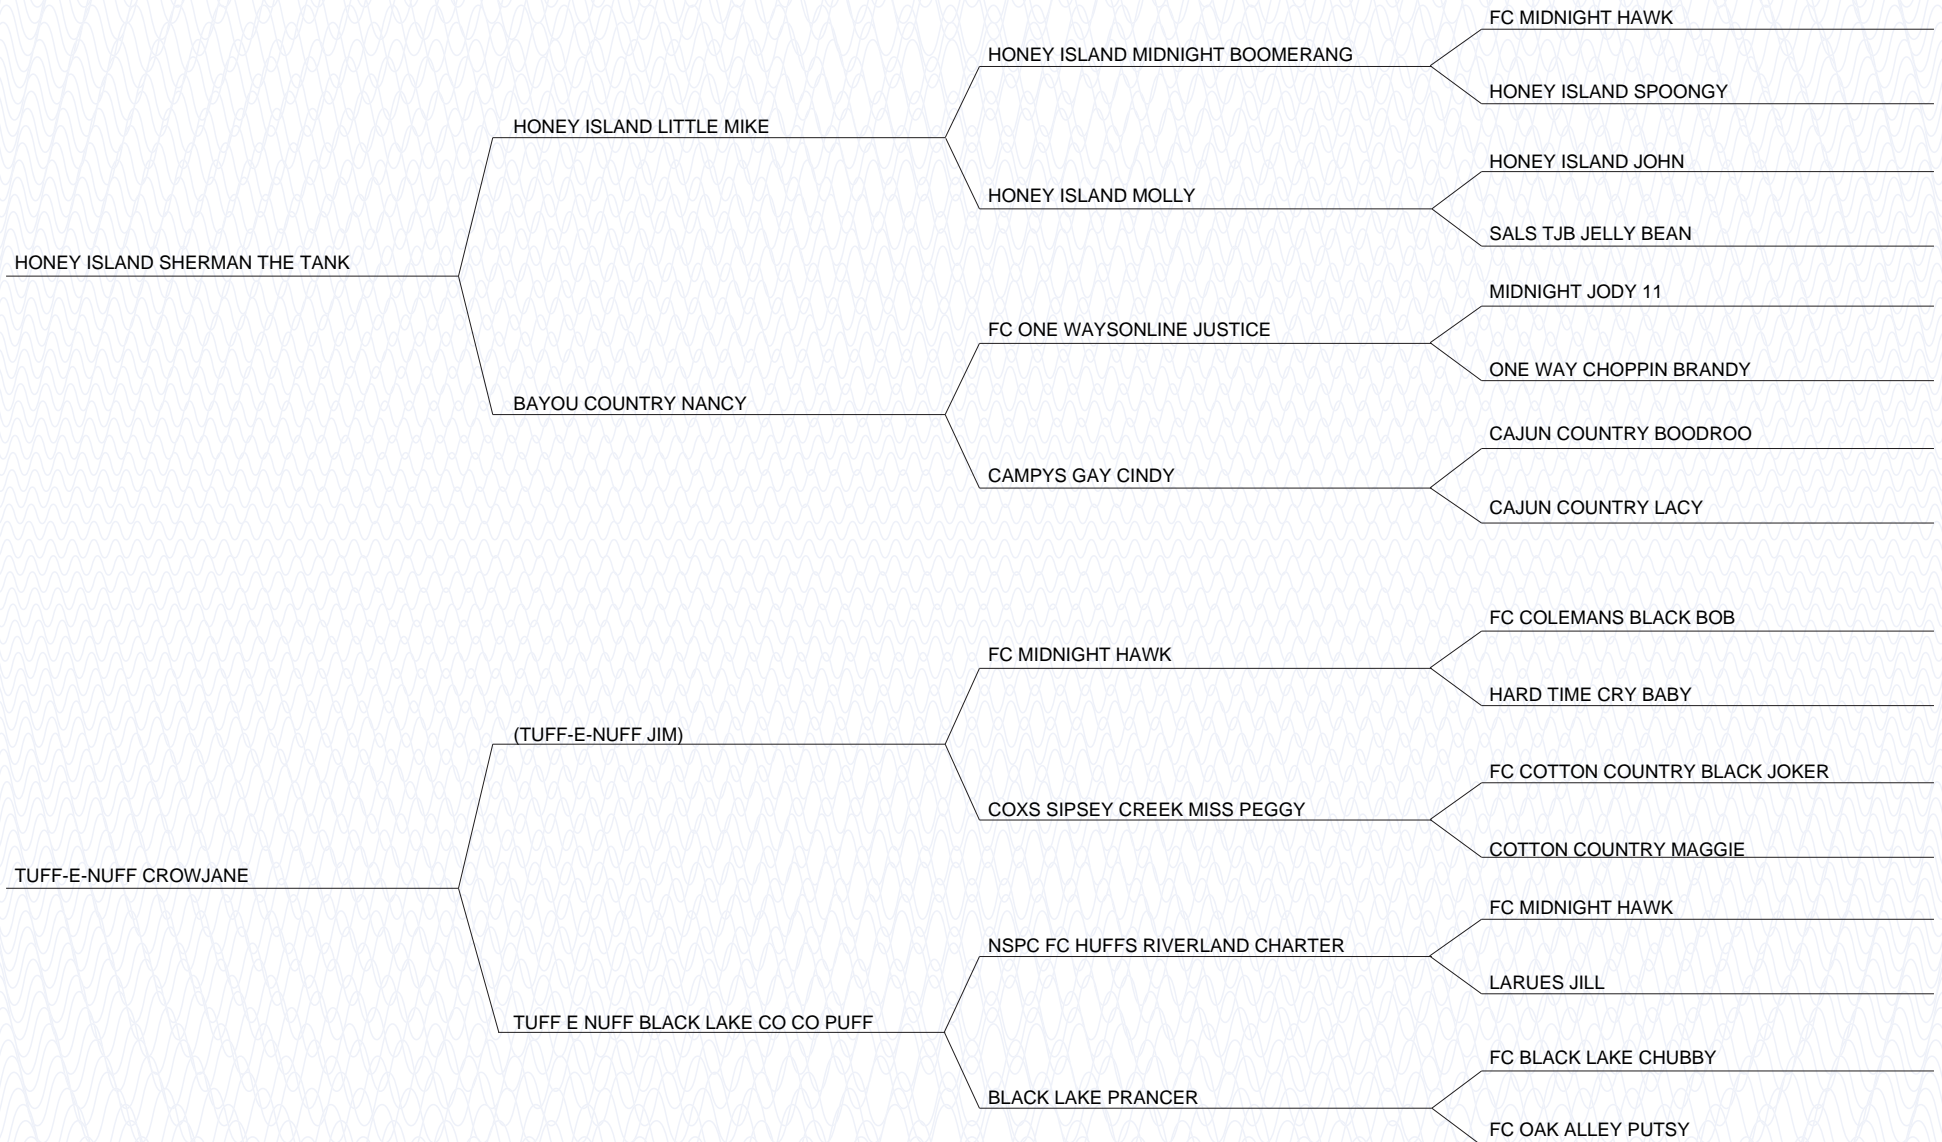 FC MIDNIGHT HAWK
HONEY ISLAND MIDNIGHT BOOMERANG
HONEY ISLAND SPOONGY
HONEY ISLAND LITTLE MIKE
HONEY ISLAND JOHN
HONEY ISLAND MOLLY
SALS TJB JELLY BEAN
HONEY ISLAND SHERMAN THE TANK
MIDNIGHT JODY 11
FC ONE WAYSONLINE JUSTICE
ONE WAY CHOPPIN BRANDY
BAYOU COUNTRY NANCY
CAJUN COUNTRY BOODROO
CAMPYS GAY CINDY
CAJUN COUNTRY LACY
FC COLEMANS BLACK BOB
FC MIDNIGHT HAWK
HARD TIME CRY BABY
(TUFF-E-NUFF JIM)
FC COTTON COUNTRY BLACK JOKER
COXS SIPSEY CREEK MISS PEGGY
COTTON COUNTRY MAGGIE
TUFF-E-NUFF CROWJANE
FC MIDNIGHT HAWK
NSPC FC HUFFS RIVERLAND CHARTER
LARUES JILL
TUFF E NUFF BLACK LAKE CO CO PUFF
FC BLACK LAKE CHUBBY
BLACK LAKE PRANCER
FC OAK ALLEY PUTSY